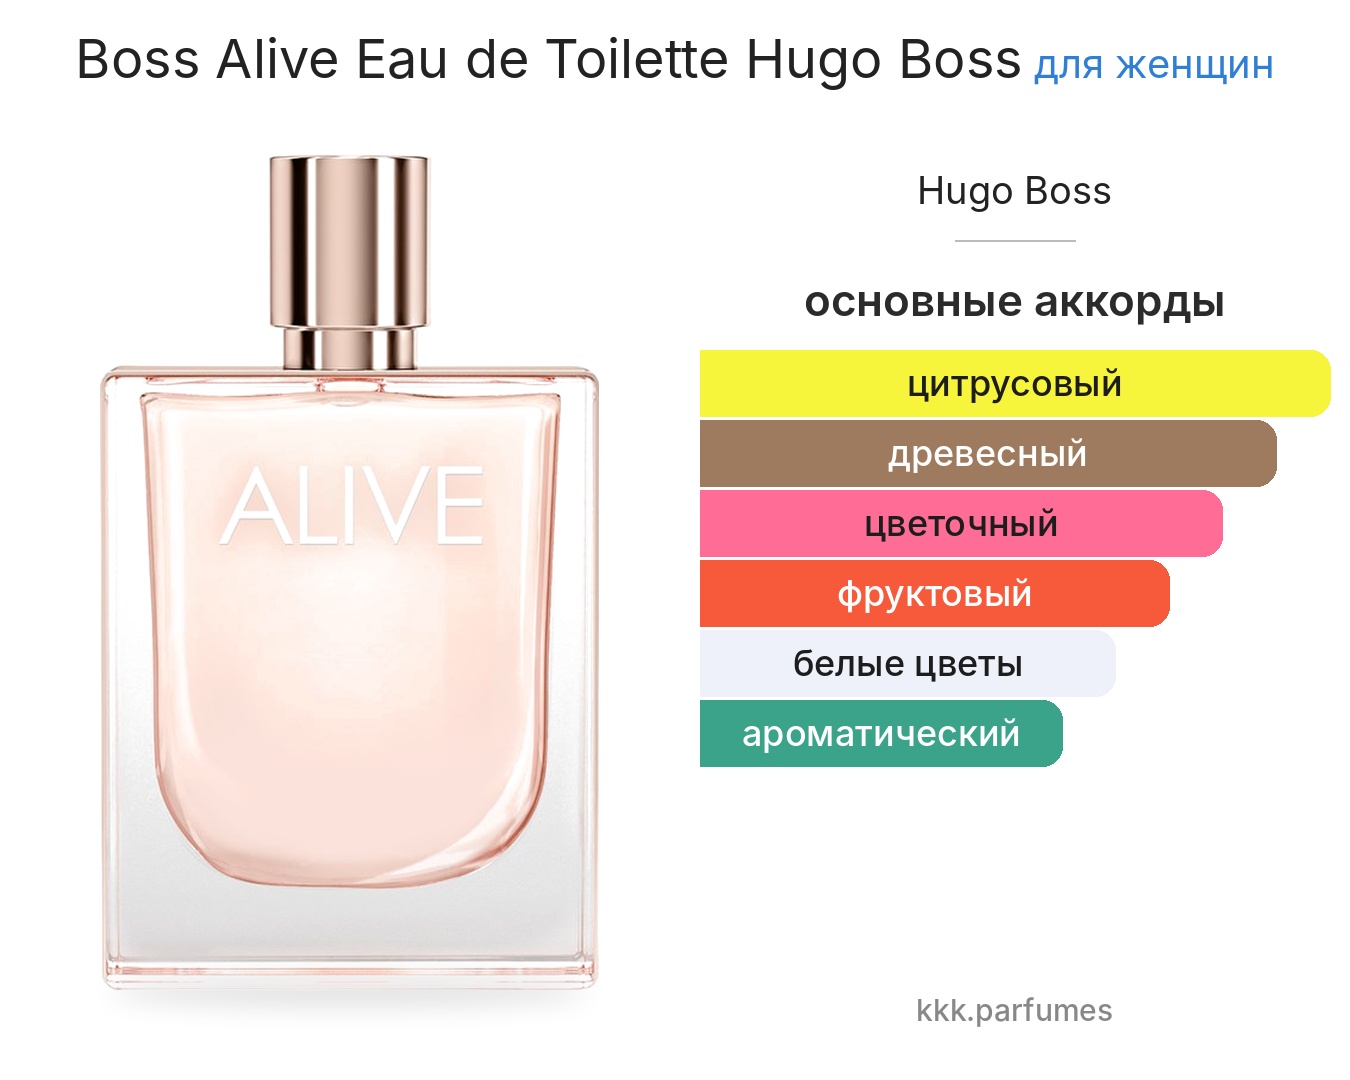 Boss Alive Eau de Toilette Hugo Boss для женщин
ALIVE
Hugo Boss
основные аккорды
цитрусовый
древесный
цветочный
фруктовый
белые цветы
ароматический
kkk.parfumes